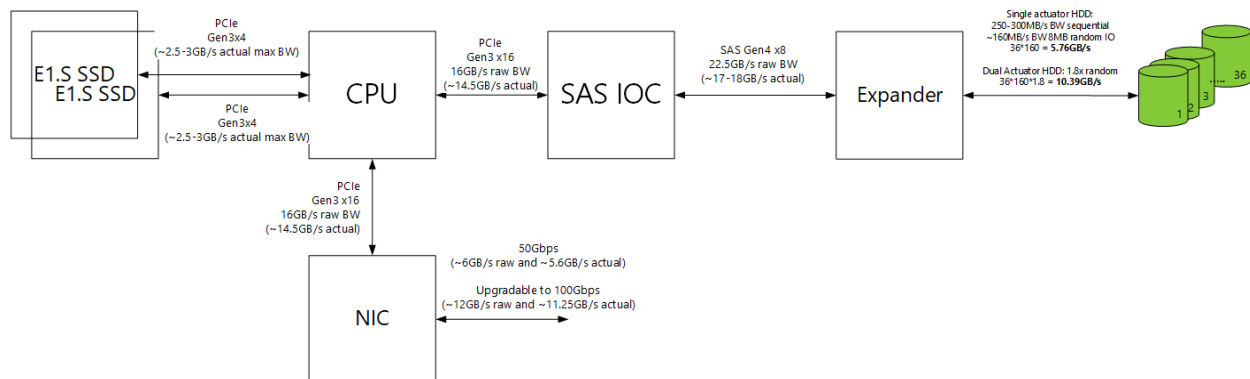 PCIe
Gen3x4
(~2.5-3GB/s actual max BW)
E1.S SSD
E1.S SSD
PCIe
Gen3x4
(~2.5-3GB/s actual max BW)
CPU
PCIe
Gen3 x16
16GB/s raw BW
(~14.5GB/s actual)
SAS IOC
SAS Gen4 x8
22.5GB/s raw BW
(~17-18GB/s actual)
Expander
Single actuator HDD:
250-300MB/s BW sequential
~160MB/s BW 8MB random IO
36*160 = 5.76GB/s
Dual Actuator HDD: 1.8x random
36*160*1.8 = 10.39GB/s
1
2
3
.....
36
PCIe
Gen3 x16
16GB/s raw BW
(~14.5GB/s actual)
NIC
50Gbps
(~6GB/s raw and ~5.6GB/s actual)
Upgradable to 100Gbps
(~12GB/s raw and ~11.25GB/s actual)